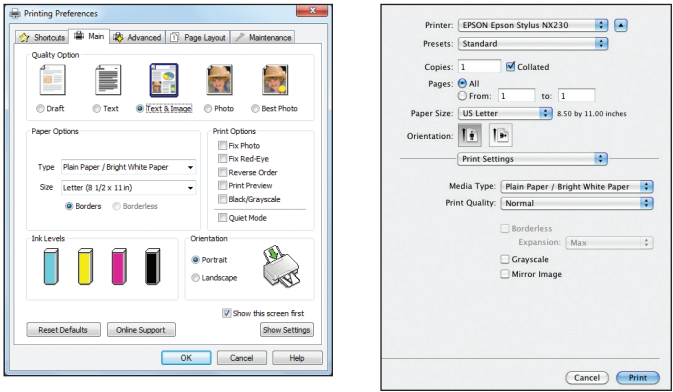 Printing Preferences
Shortcuts Main Advanced Page Layout Maintenance
Quality Option
Draft Text Text & Image Photo Best Photo
Paper Options
Type Plain Paper / Bright White Paper
Size Letter (8 1/2 x 11 in)
Borders Borderless
Print Options
Fix Photo
Fix Red-Eye
Reverse Order
Print Preview
Black/Grayscale
Quiet Mode
Ink Levels
Orientation
Portrait
Landscape
Show this screen first
Reset Defaults Online Support Show Settings
OK Cancel Help
Printer: EPSON Epson Stylus NX230
Presets: Standard
Copies: 1 Collated
Pages: All
From: 1 to: 1
Paper Size: US Letter 8.50 by 11.00 inches
Orientation:
Print Settings
Media Type: Plain Paper / Bright White Paper
Print Quality: Normal
Borderless
Expansion: Max
Grayscale
Mirror Image
Cancel Print